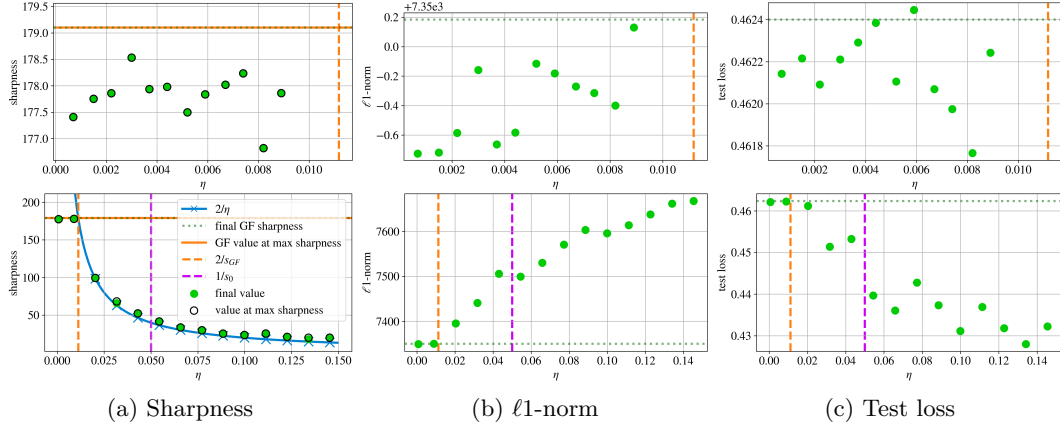 179.5
179.0
178.5
178.0
177.5
177.0
sharpness
0.000 0.002 0.004 0.006 0.008 0.010
η
+7.35e3
0.2
0.0
−0.2
−0.4
−0.6
ℓ1-norm
0.002 0.004 0.006 0.008 0.010
η
0.4624
0.4622
0.4620
0.4618
test loss
0.002 0.004 0.006 0.008 0.010
η
200
150
100
50
sharpness
0.000 0.025 0.050 0.075 0.100 0.125 0.150
η
2/η
final GF sharpness
GF value at max sharpness
2/s_GF
1/s_0
final value
value at max sharpness
7600
7500
7400
ℓ1-norm
0.00 0.02 0.04 0.06 0.08 0.10 0.12 0.14
η
0.46
0.45
0.44
0.43
test loss
0.00 0.02 0.04 0.06 0.08 0.10 0.12 0.14
η
(a) Sharpness
(b) ℓ1-norm
(c) Test loss